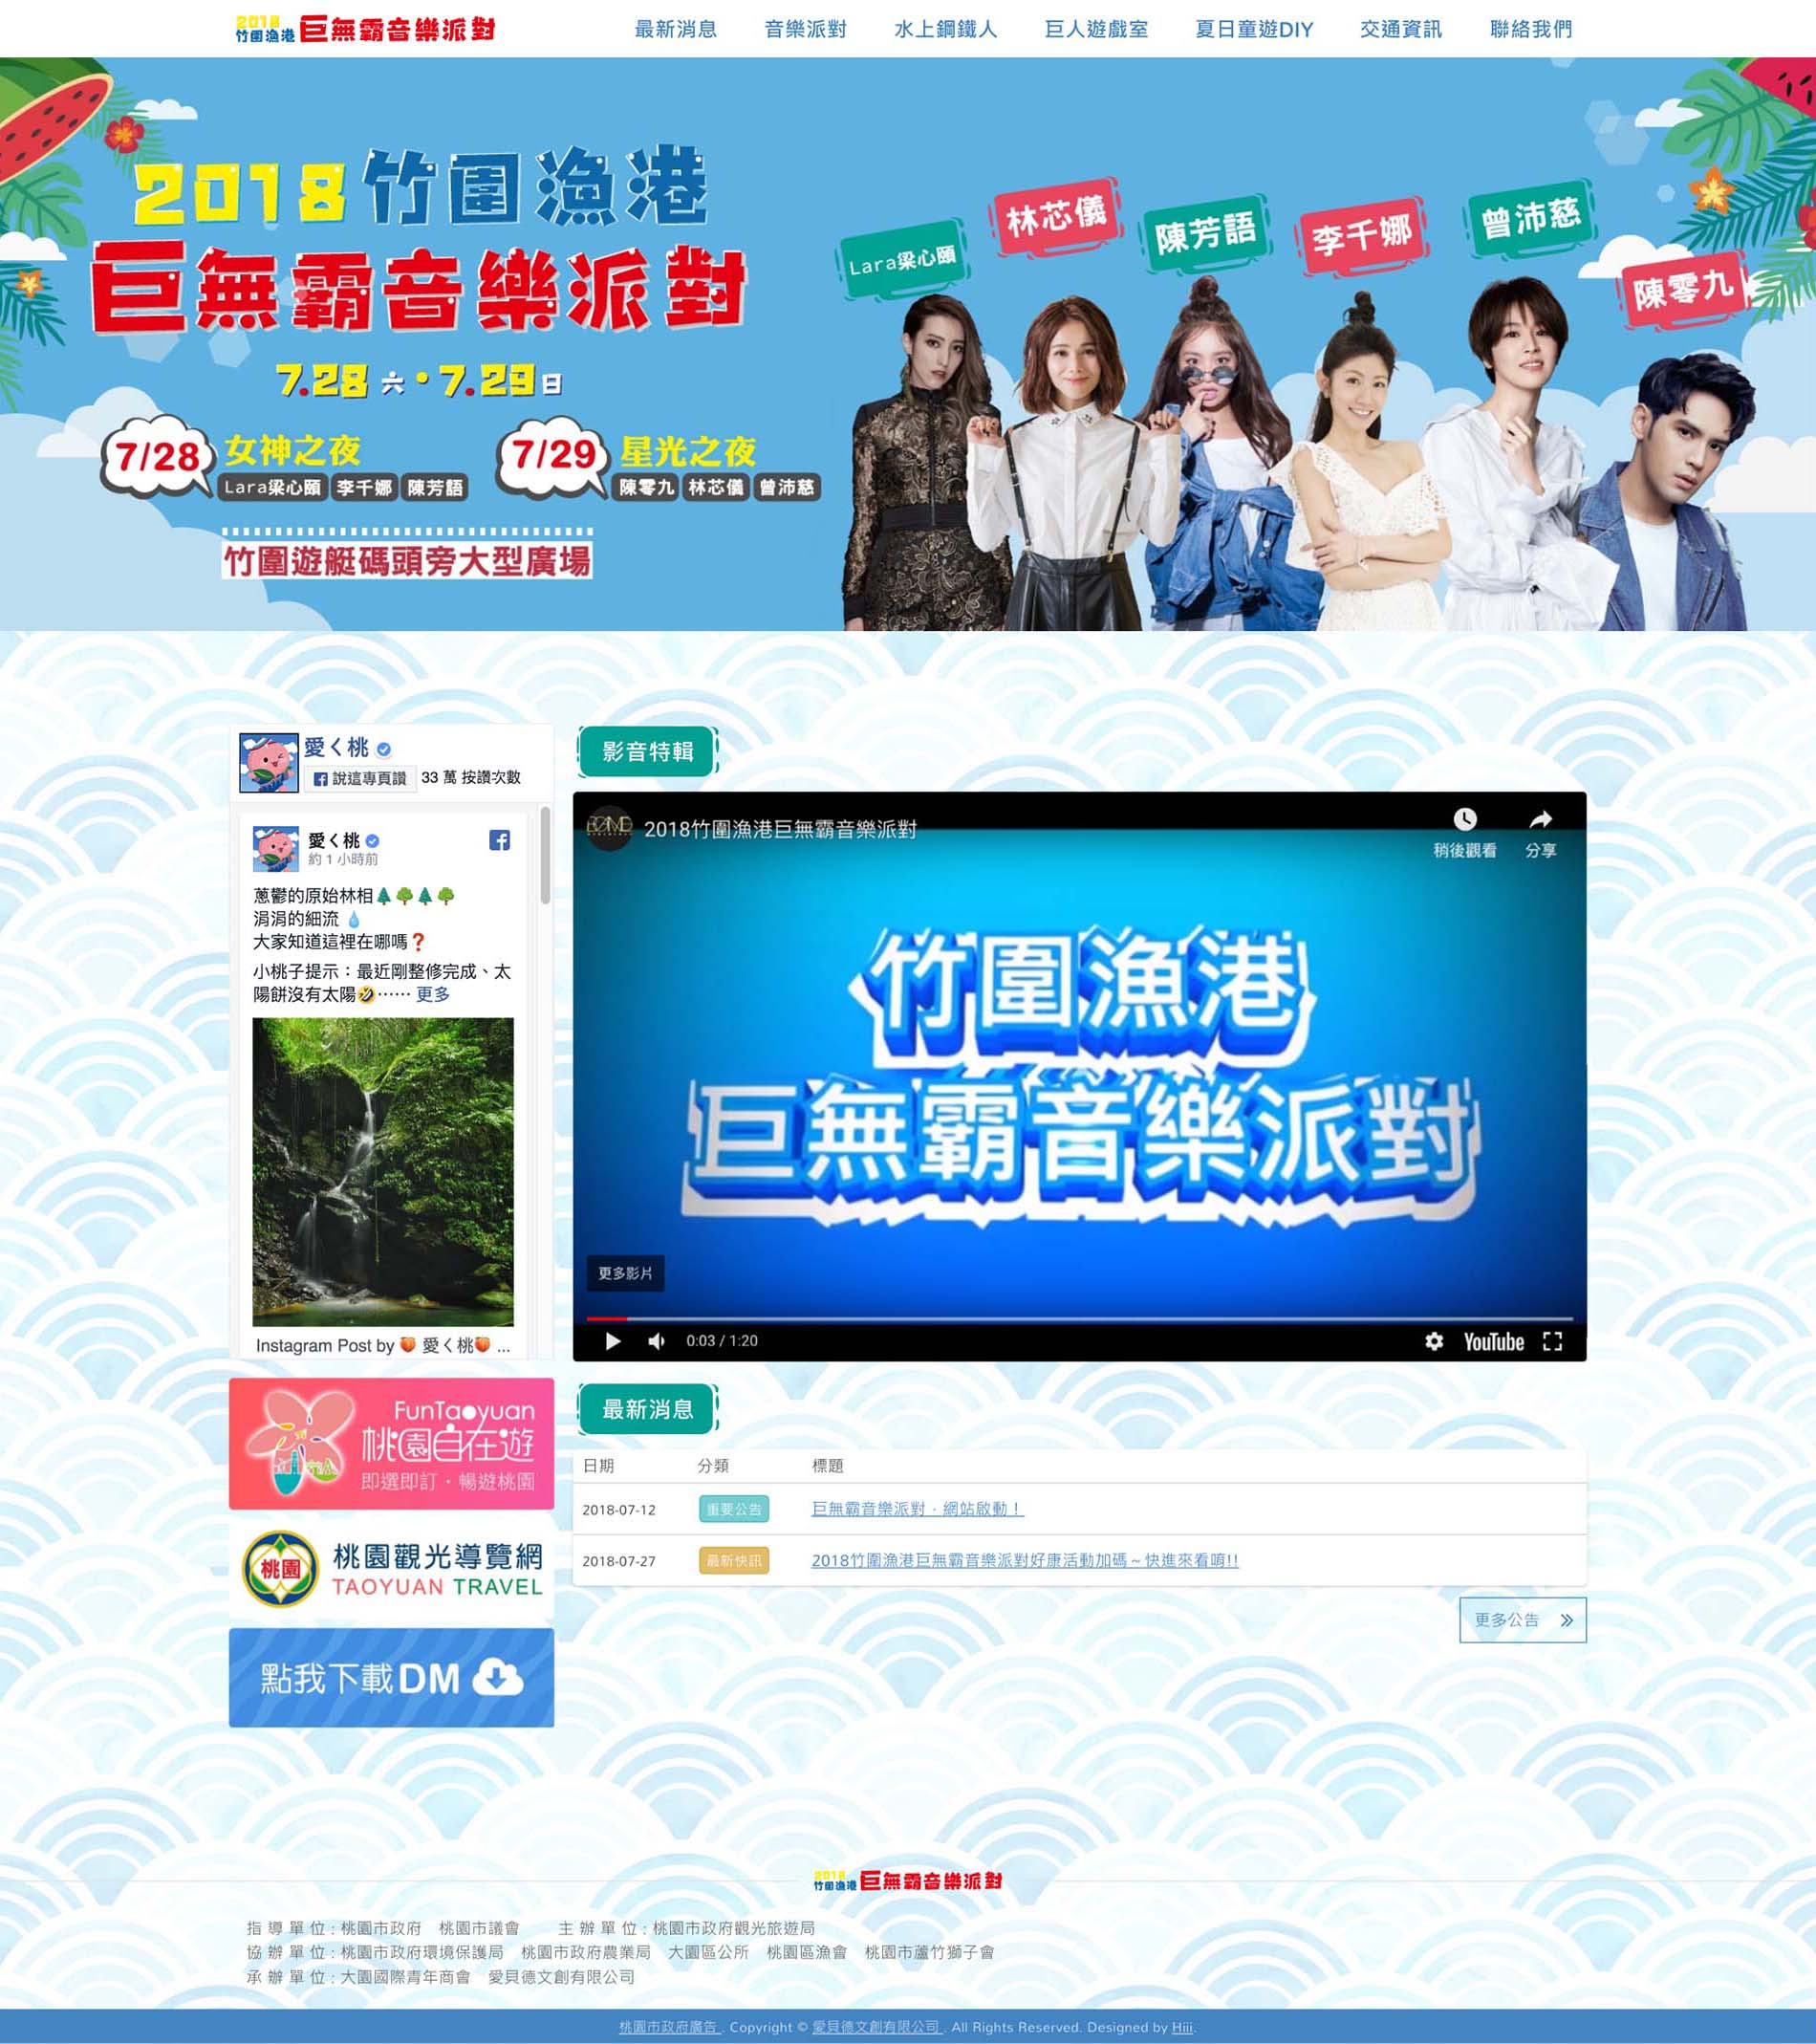 2018
竹圍漁港 巨無霸音樂派對
最新消息 音樂派對 水上鋼鐵人 巨人遊戲室 夏日童遊DIY 交通資訊 聯絡我們
2018 竹圍漁港
巨無霸音樂派對
7.28 六・7.29日
7/28 女神之夜
Lara梁心頤 李千娜 陳芳語
7/29 星光之夜
陳零九 林芯儀 曾沛慈
竹圍遊艇碼頭旁大型廣場
Lara梁心頤
林芯儀
陳芳語
李千娜
曾沛慈
陳零九
愛く桃
說這專頁讚 33 萬 按讚次數
愛く桃
約 1 小時前
蔥鬱的原始林相🌲🌳🌲🌳
涓涓的細流 💧
大家知道這裡在哪嗎❓
小桃子提示：最近剛整修完成、太
陽餅沒有太陽🤣⋯⋯ 更多
Instagram Post by 🍑 愛く桃🍑 ...
FunTaoyuan
桃園自在遊
即選即訂・暢遊桃園
桃園
桃園觀光導覽網
TAOYUAN TRAVEL
點我下載DM
影音特輯
2018竹圍漁港巨無霸音樂派對
稍後觀看 分享
竹圍漁港
巨無霸音樂派對
更多影片
0:03 / 1:20
YouTube
最新消息
日期 分類 標題
2018-07-12 重要公告 巨無霸音樂派對．網站啟動！
2018-07-27 最新快訊 2018竹圍漁港巨無霸音樂派對好康活動加碼～快進來看唷!!
更多公告 »
2018
竹圍漁港 巨無霸音樂派對
指 導 單 位 : 桃園市政府 桃園市議會 主 辦 單 位 : 桃園市政府觀光旅遊局
協 辦 單 位 : 桃園市政府環境保護局 桃園市政府農業局 大園區公所 桃園區漁會 桃園市蘆竹獅子會
承 辦 單 位 : 大園國際青年商會 愛貝德文創有限公司
桃園市政府廣告 . Copyright © 愛貝德文創有限公司 . All Rights Reserved. Designed by Hiii.